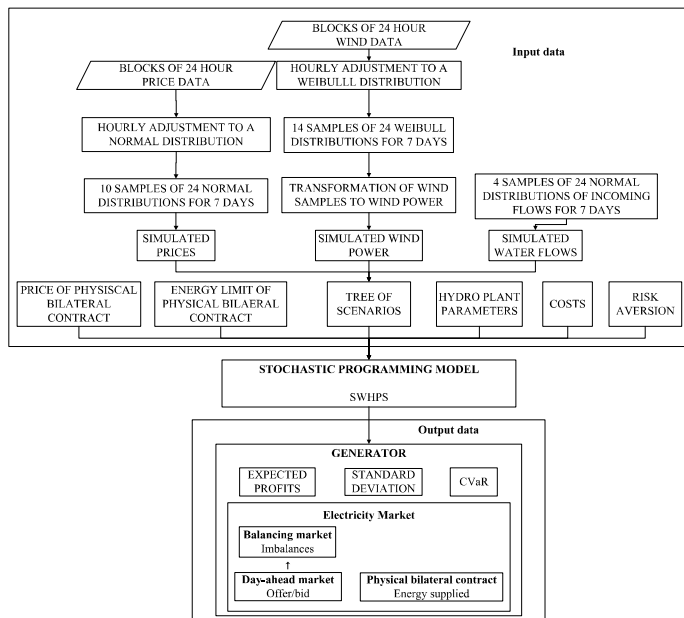 BLOCKS OF 24 HOUR
WIND DATA
Input data
BLOCKS OF 24 HOUR
PRICE DATA
HOURLY ADJUSTMENT TO A
WEIBULLL DISTRIBUTION
HOURLY ADJUSTMENT TO A
NORMAL DISTRIBUTION
14 SAMPLES OF 24 WEIBULL
DISTRIBUTIONS FOR 7 DAYS
10 SAMPLES OF 24 NORMAL
DISTRIBUTIONS FOR 7 DAYS
TRANSFORMATION OF WIND
SAMPLES TO WIND POWER
4 SAMPLES OF 24 NORMAL
DISTRIBUTIONS OF INCOMING
FLOWS FOR 7 DAYS
SIMULATED
PRICES
SIMULATED WIND
POWER
SIMULATED
WATER FLOWS
PRICE OF PHYSISCAL
BILATERAL
CONTRACT
ENERGY LIMIT OF
PHYSICAL BILAERAL
CONTRACT
TREE OF
SCENARIOS
HYDRO PLANT
PARAMETERS
COSTS
RISK
AVERSION
STOCHASTIC PROGRAMMING MODEL
SWHPS
Output data
GENERATOR
EXPECTED
PROFITS
STANDARD
DEVIATION
CVaR
Electricity Market
Balancing market
Imbalances
Day-ahead market
Offer/bid
Physical bilateral contract
Energy supplied